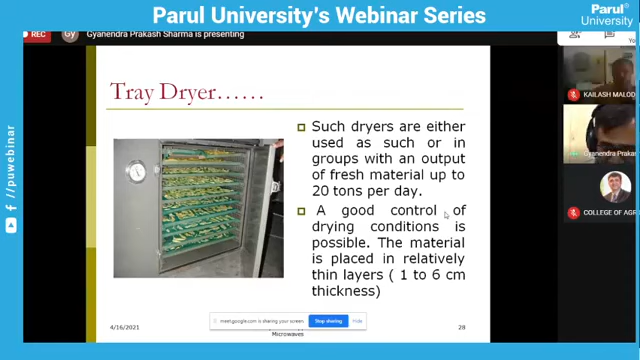 Parul University's Webinar Series
Parul®
University
REC
Gy
Gyanendra Prakash Sharma is presenting
Tray Dryer......
Such dryers are either
used as such or in
groups with an output
of fresh material up to
20 tons per day.
A good control of
drying conditions is
possible. The material
is placed in relatively
thin layers ( 1 to 6 cm
thickness)
4/16/2021
meet.google.com is sharing your screen.
Stop sharing
Hide
Microwaves
28
Yo
KAILASH MALOD
Gyanendra Prakas
COLLEGE OF AGR
/puwebinar